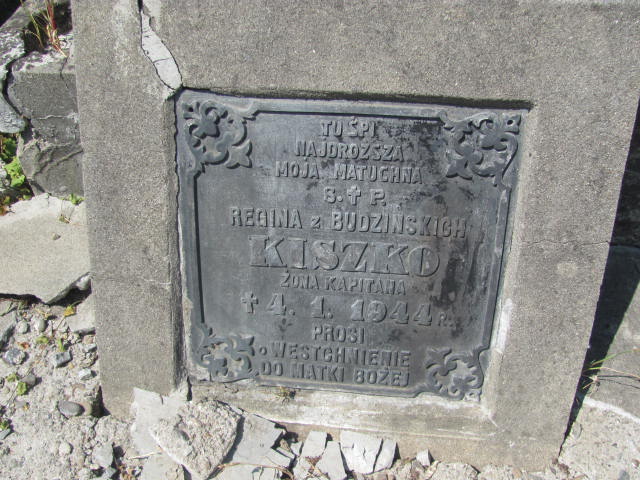 TU ŚPI
NAJDROŻSZA
MOJA MATUCHNA
Ś. † P.
REGINA z BUDZIŃSKICH
KISZKO
ŻONA KAPITANA
† 4. 1. 1944 R.
PROSI
o WESTCHNIENIE
DO MATKI BOŻEJ